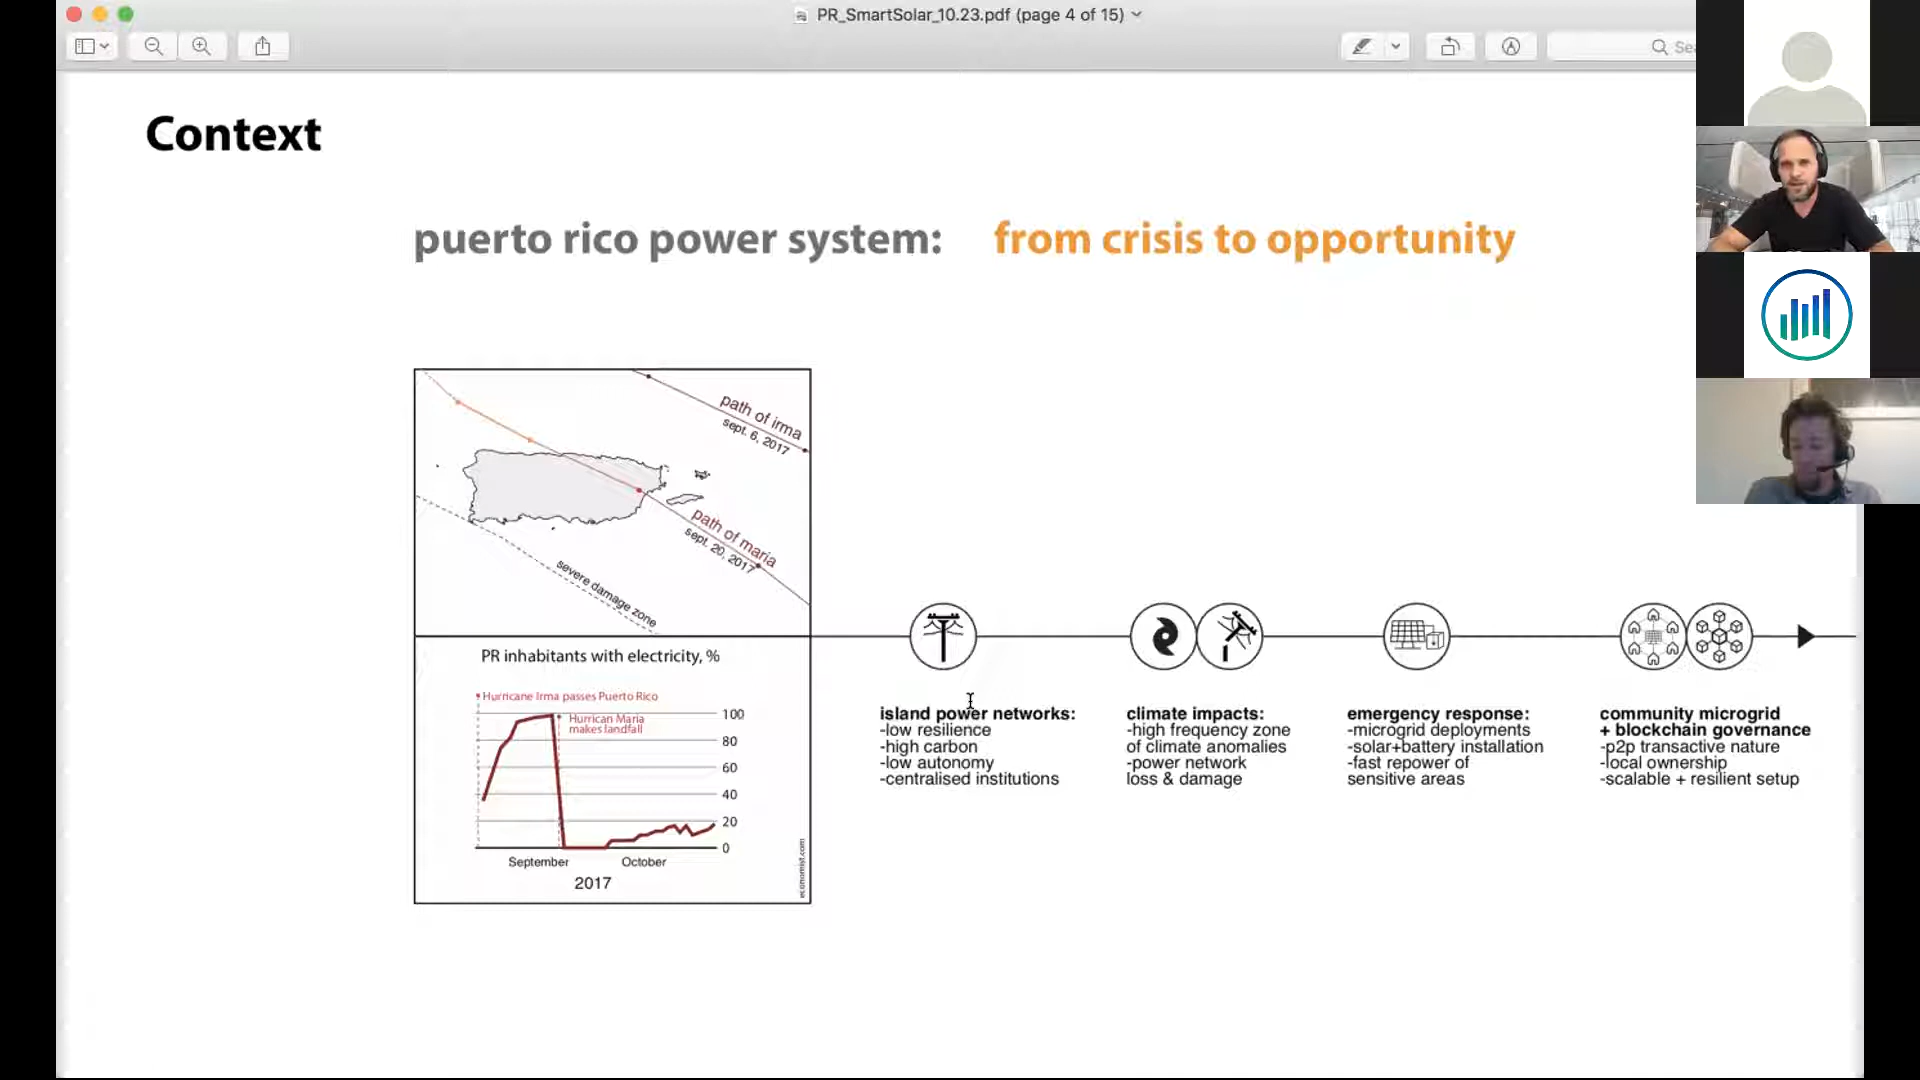 PR_SmartSolar_10.23.pdf (page 4 of 15)
Context
puerto rico power system: from crisis to opportunity
path of irma
sept. 6, 2017
path of maria
sept. 20, 2017
severe damage zone
PR inhabitants with electricity, %
Hurricane Irma passes Puerto Rico
Hurrican Maria
makes landfall
100
80
60
40
20
0
September October
2017
economist.com
island power networks:
-low resilience
-high carbon
-low autonomy
-centralised institutions
climate impacts:
-high frequency zone
of climate anomalies
-power network
loss & damage
emergency response:
-microgrid deployments
-solar+battery installation
-fast repower of
sensitive areas
community microgrid
+ blockchain governance
-p2p transactive nature
-local ownership
-scalable + resilient setup